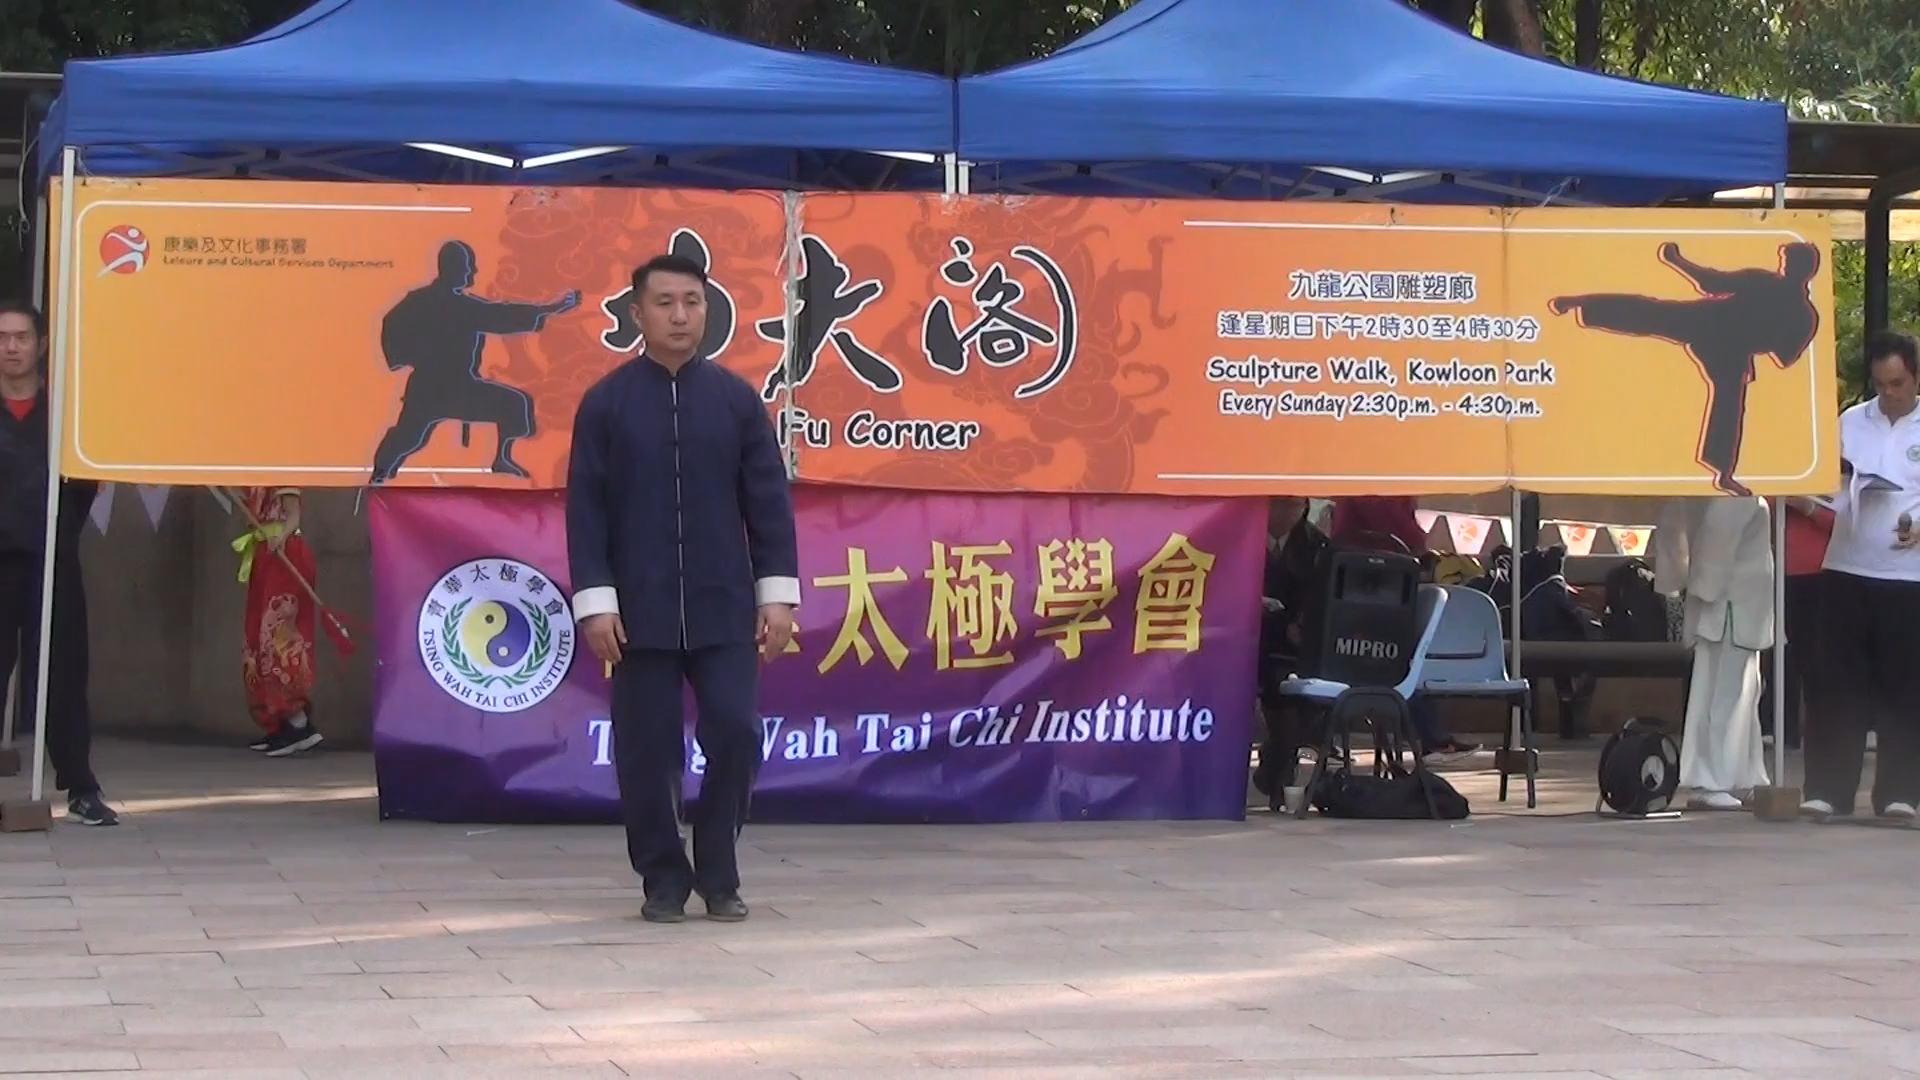 康樂及文化事務署
Leisure and Cultural Services Department
功夫閣
Fu Corner
九龍公園雕塑廊
逢星期日下午2時30至4時30分
Sculpture Walk, Kowloon Park
Every Sunday 2:30p.m. - 4:30p.m.
菁華太極學會
TSING WAH TAI CHI INSTITUTE
華太極學會
Tsing Wah Tai Chi Institute
MIPRO